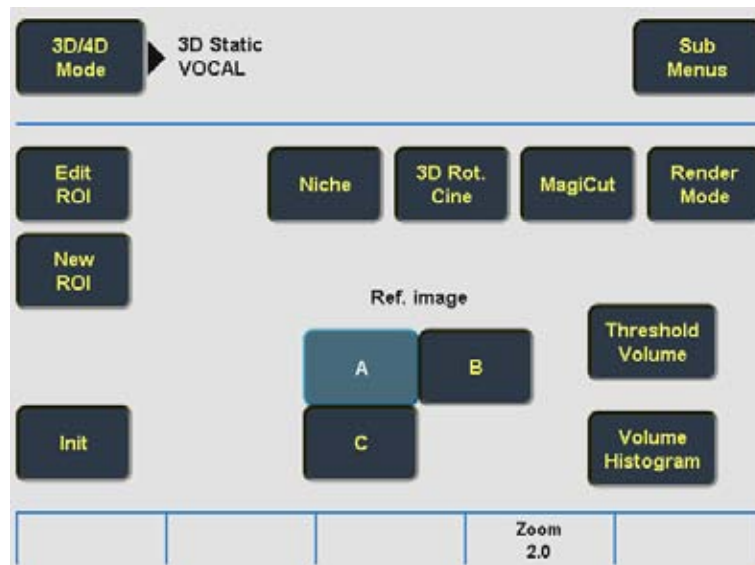 3D/4D
Mode
3D Static
VOCAL
Sub
Menus
Edit
ROI
Niche
3D Rot.
Cine
MagiCut
Render
Mode
New
ROI
Ref. image
A
B
Threshold
Volume
Init
C
Volume
Histogram
Zoom
2.0